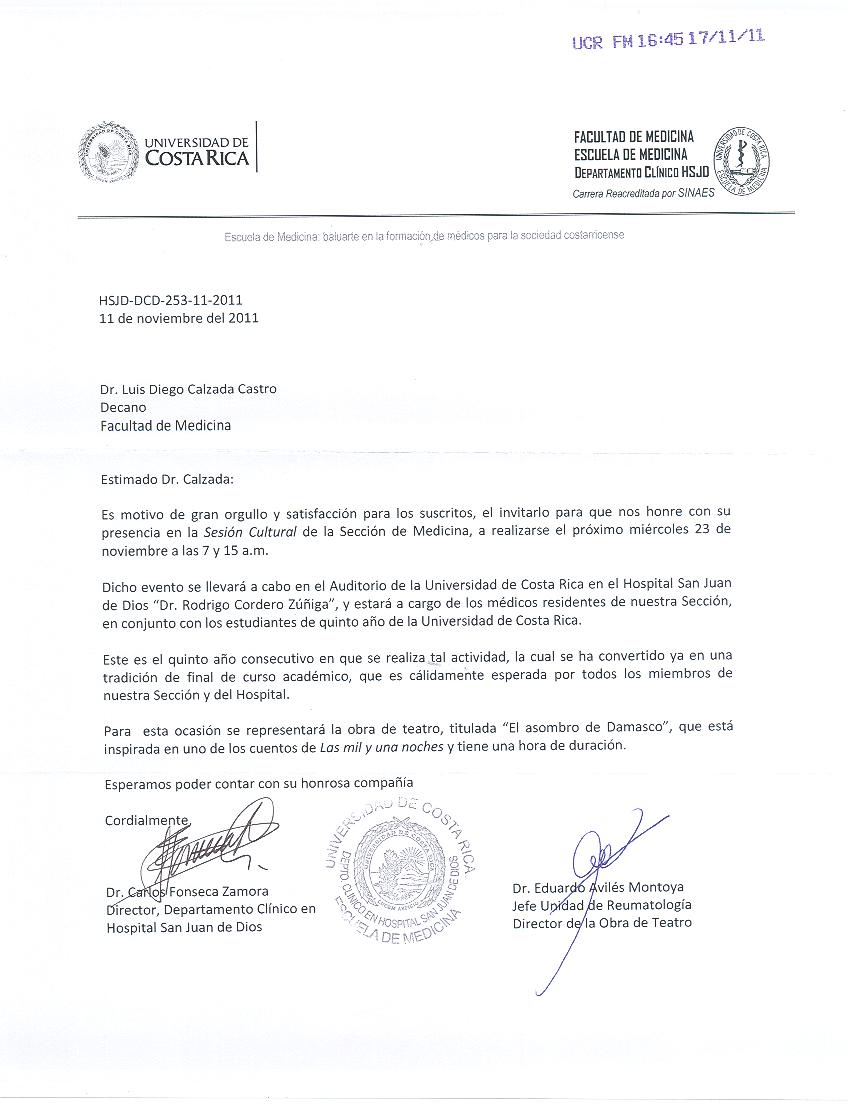 UCR FM 16:45 17/11/11
UNIVERSIDAD DE
COSTA RICA
FACULTAD DE MEDICINA
ESCUELA DE MEDICINA
DEPARTAMENTO CLÍNICO HSJD
Carrera Reacreditada por SINAES
Escuela de Medicina: baluarte en la formación de médicos para la sociedad costarricense
HSJD-DCD-253-11-2011
11 de noviembre del 2011
Dr. Luis Diego Calzada Castro
Decano
Facultad de Medicina
Estimado Dr. Calzada:
Es motivo de gran orgullo y satisfacción para los suscritos, el invitarlo para que nos honre con su
presencia en la Sesión Cultural de la Sección de Medicina, a realizarse el próximo miércoles 23 de
noviembre a las 7 y 15 a.m.
Dicho evento se llevará a cabo en el Auditorio de la Universidad de Costa Rica en el Hospital San Juan
de Dios “Dr. Rodrigo Cordero Zúñiga”, y estará a cargo de los médicos residentes de nuestra Sección,
en conjunto con los estudiantes de quinto año de la Universidad de Costa Rica.
Este es el quinto año consecutivo en que se realiza tal actividad, la cual se ha convertido ya en una
tradición de final de curso académico, que es cálidamente esperada por todos los miembros de
nuestra Sección y del Hospital.
Para esta ocasión se representará la obra de teatro, titulada “El asombro de Damasco”, que está
inspirada en uno de los cuentos de Las mil y una noches y tiene una hora de duración.
Esperamos poder contar con su honrosa compañía
Cordialmente,
Dr. Carlos Fonseca Zamora
Director, Departamento Clínico en
Hospital San Juan de Dios
UNIVERSIDAD DE COSTA RICA
DEPTO. CLINICO EN HOSPITAL SAN JUAN DE DIOS
ESCUELA DE MEDICINA
Dr. Eduardo Avilés Montoya
Jefe Unidad de Reumatología
Director de la Obra de Teatro